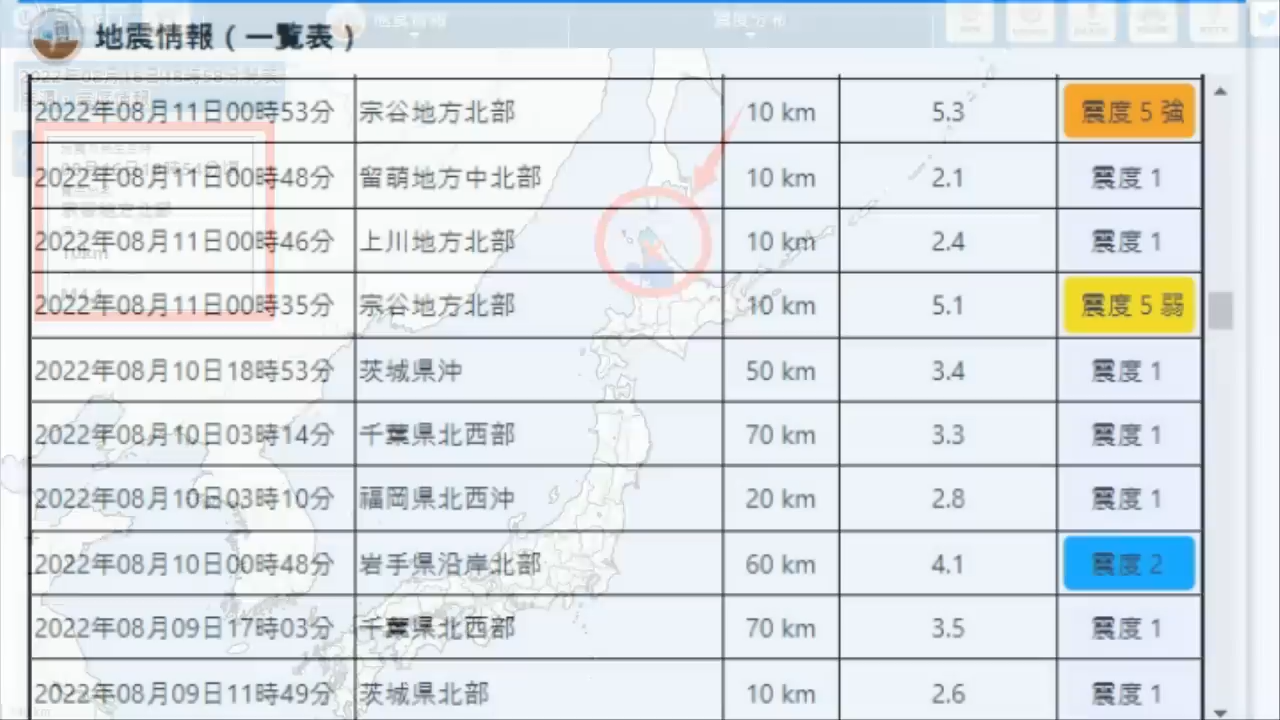 地震情報（一覧表）
2022年08月11日00時53分 宗谷地方北部 10 km 5.3 震度 5 強
2022年08月11日00時48分 留萌地方中北部 10 km 2.1 震度 1
2022年08月11日00時46分 上川地方北部 10 km 2.4 震度 1
2022年08月11日00時35分 宗谷地方北部 10 km 5.1 震度 5 弱
2022年08月10日18時53分 茨城県沖 50 km 3.4 震度 1
2022年08月10日03時14分 千葉県北西部 70 km 3.3 震度 1
2022年08月10日03時10分 福岡県北西沖 20 km 2.8 震度 1
2022年08月10日00時48分 岩手県沿岸北部 60 km 4.1 震度 2
2022年08月09日17時03分 千葉県北西部 70 km 3.5 震度 1
2022年08月09日11時49分 茨城県北部 10 km 2.6 震度 1